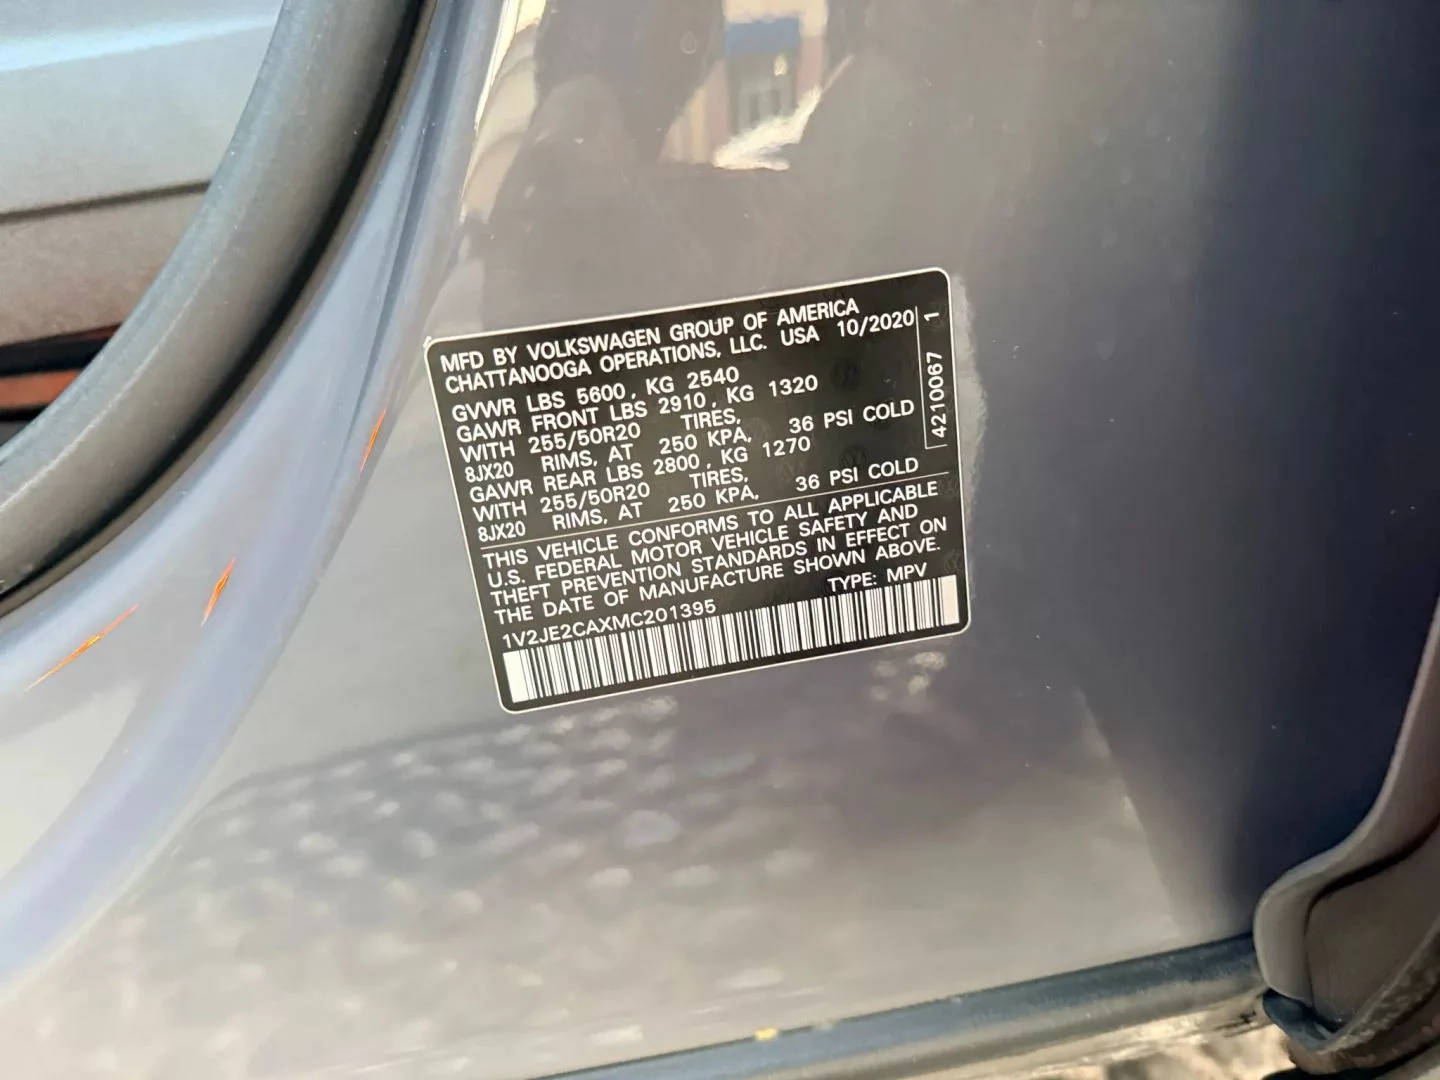 MFD BY VOLKSWAGEN GROUP OF AMERICA
CHATTANOOGA OPERATIONS, LLC. USA 10/2020
GVWR LBS 5600, KG 2540
GAWR FRONT LBS 2910, KG 1320
WITH 255/50R20 TIRES,
8JX20 RIMS, AT 250 KPA, 36 PSI COLD
GAWR REAR LBS 2800, KG 1270
WITH 255/50R20 TIRES,
8JX20 RIMS, AT 250 KPA, 36 PSI COLD
THIS VEHICLE CONFORMS TO ALL APPLICABLE
U.S. FEDERAL MOTOR VEHICLE SAFETY AND
THEFT PREVENTION STANDARDS IN EFFECT ON
THE DATE OF MANUFACTURE SHOWN ABOVE.
1V2JE2CAXMC201395 TYPE: MPV
4210067 1